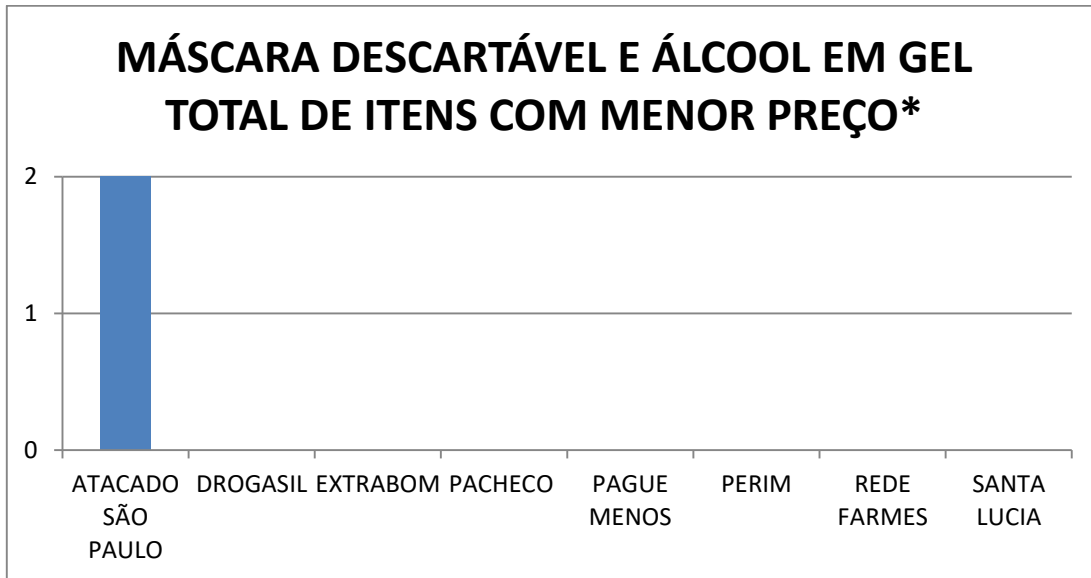 MÁSCARA DESCARTÁVEL E ÁLCOOL EM GEL
TOTAL DE ITENS COM MENOR PREÇO*
2
1
0
ATACADO SÃO PAULO
DROGASIL
EXTRABOM
PACHECO
PAGUE MENOS
PERIM
REDE FARMES
SANTA LUCIA